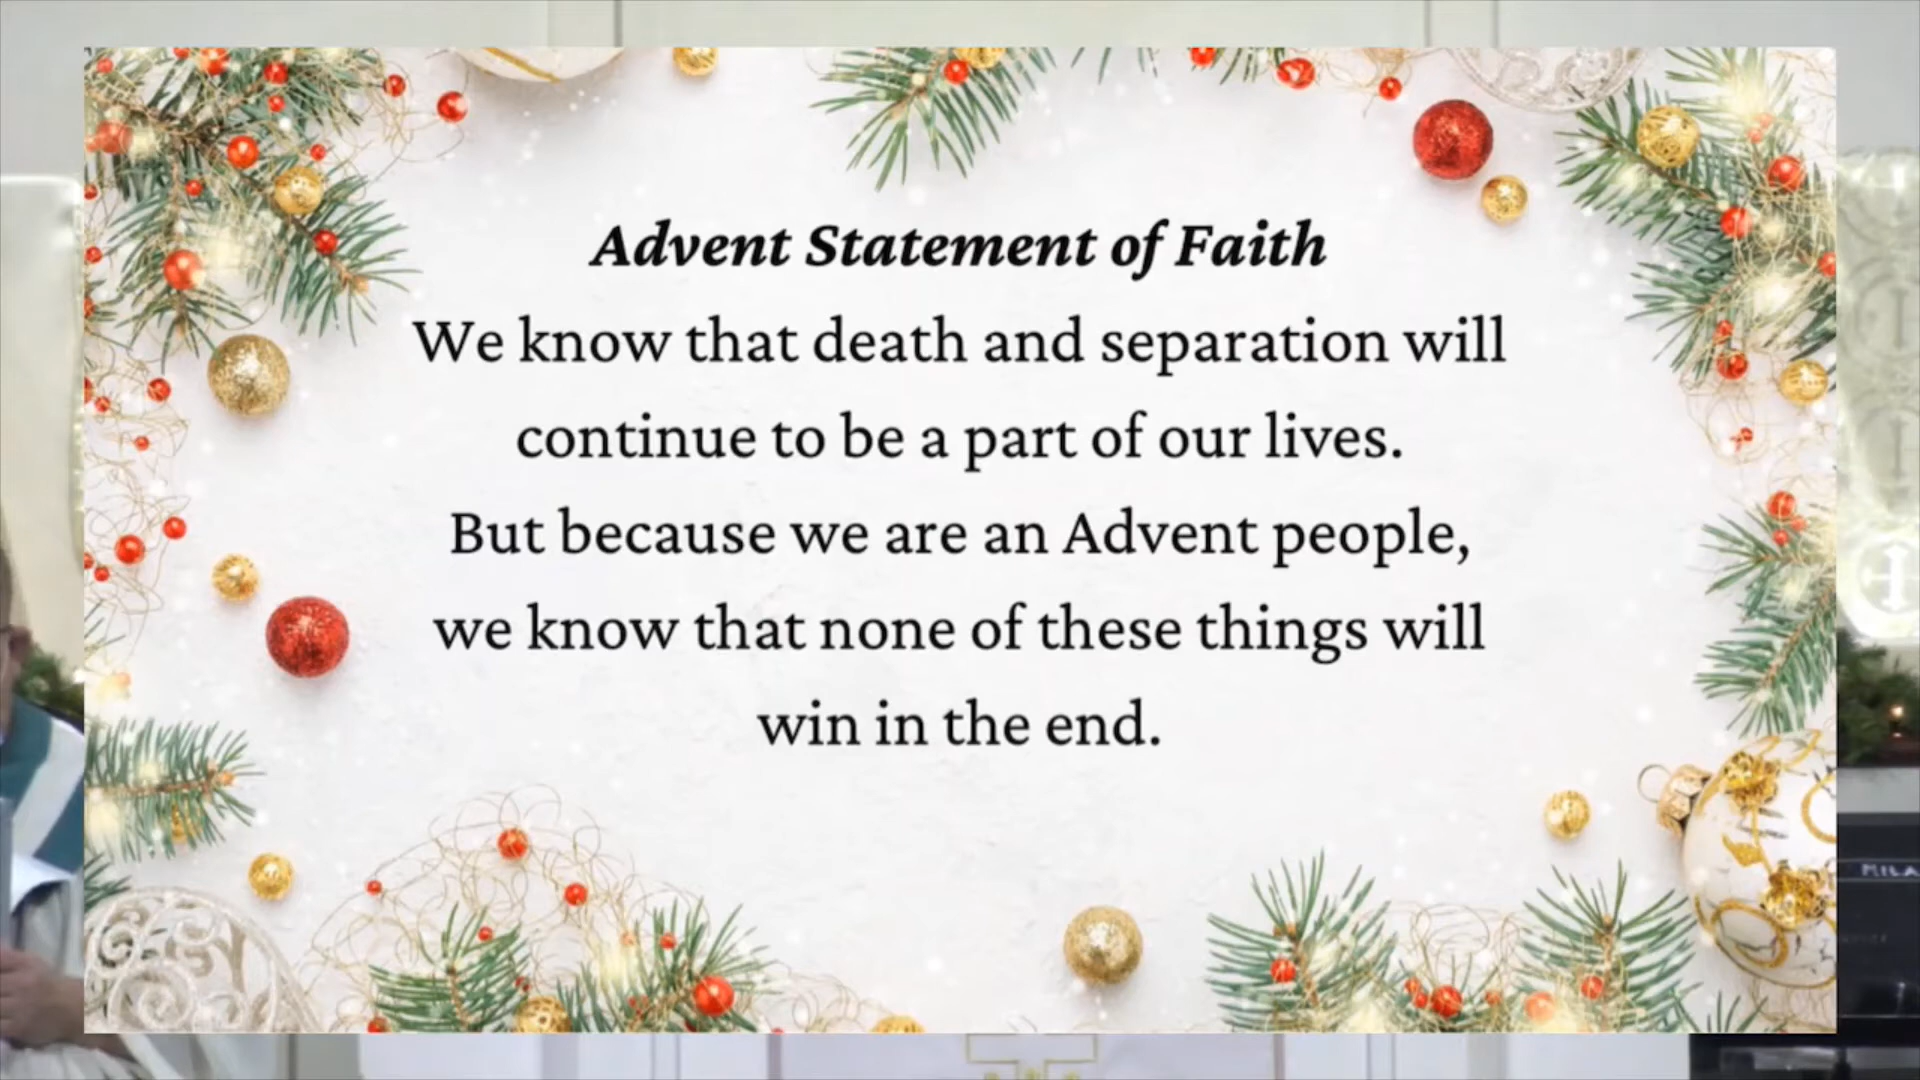 Advent Statement of Faith
We know that death and separation will
continue to be a part of our lives.
But because we are an Advent people,
we know that none of these things will
win in the end.